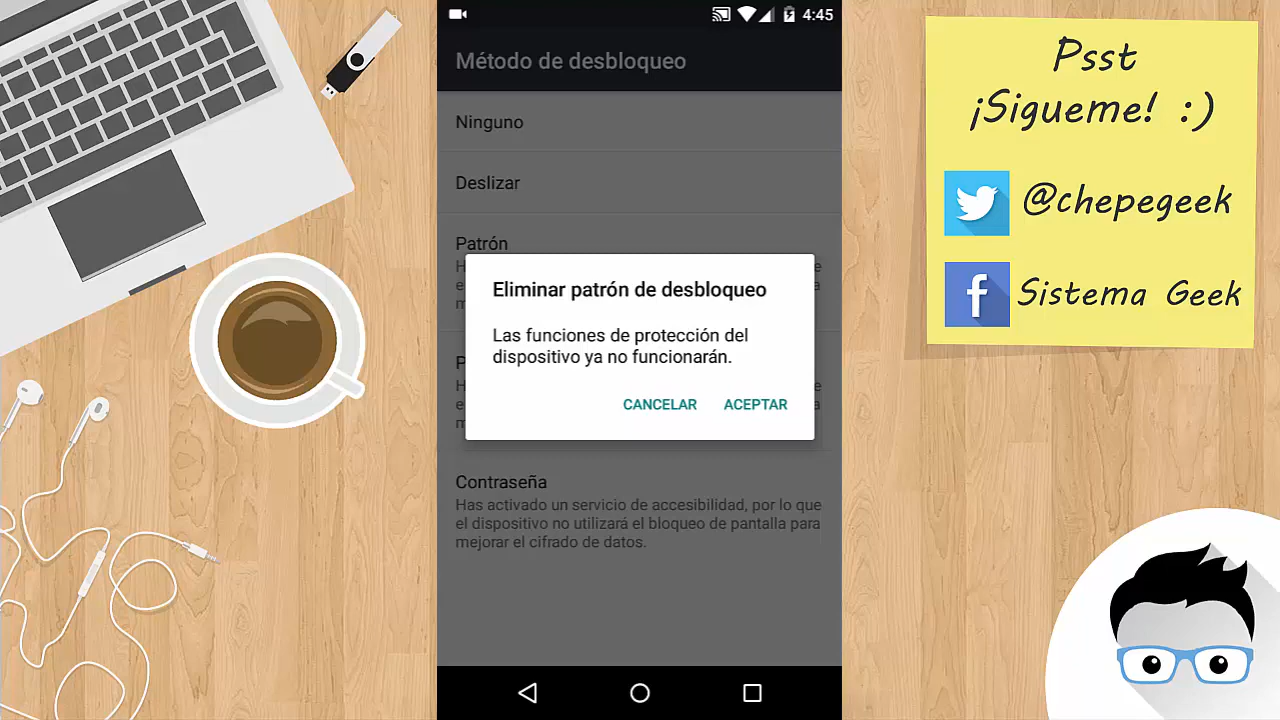 4:45
Método de desbloqueo
Ninguno
Deslizar
Patrón
Eliminar patrón de desbloqueo
Las funciones de protección del
dispositivo ya no funcionarán.
CANCELAR ACEPTAR
Contraseña
Has activado un servicio de accesibilidad, por lo que
el dispositivo no utilizará el bloqueo de pantalla para
mejorar el cifrado de datos.
Psst
¡Sigueme! :)
@chepegeek
Sistema Geek